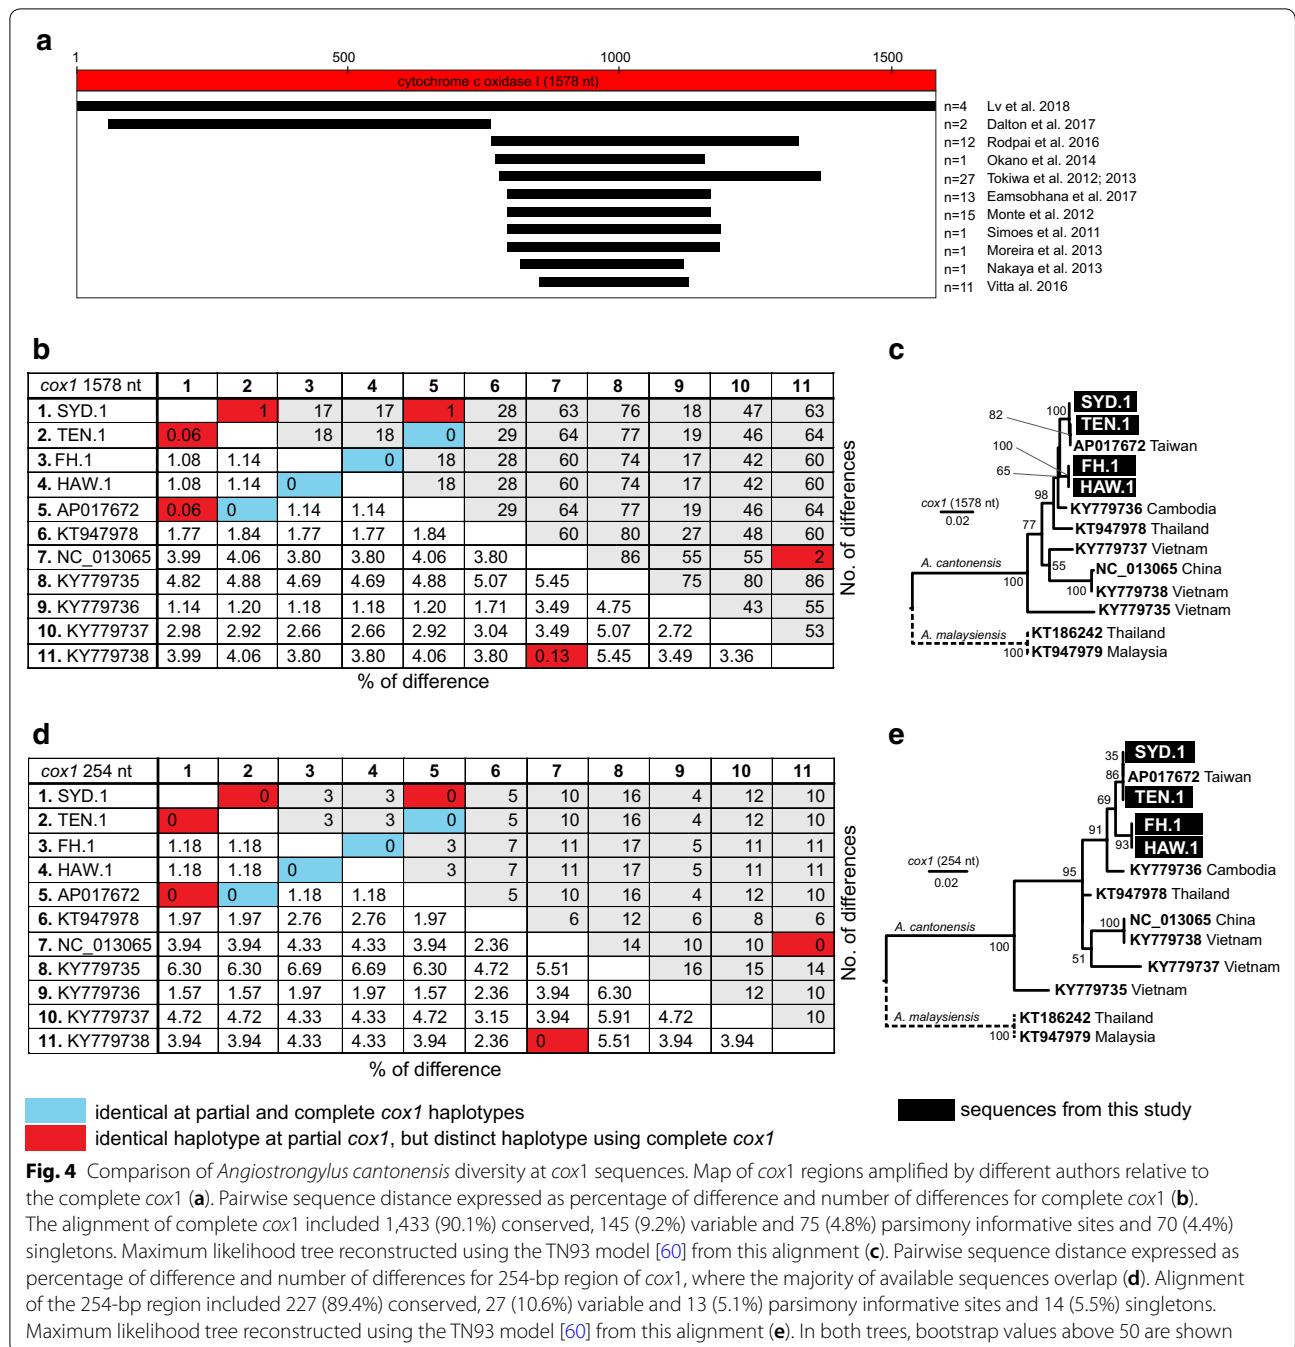 a
1 500 1000 1500
cytochrome c oxidase I (1578 nt)
n=4 Lv et al. 2018
n=2 Dalton et al. 2017
n=12 Rodpai et al. 2016
n=1 Okano et al. 2014
n=27 Tokiwa et al. 2012; 2013
n=13 Eamsobhana et al. 2017
n=15 Monte et al. 2012
n=1 Simoes et al. 2011
n=1 Moreira et al. 2013
n=1 Nakaya et al. 2013
n=11 Vitta al. 2016
b
cox1 1578 nt 1 2 3 4 5 6 7 8 9 10 11
1. SYD.1 1 17 17 1 28 63 76 18 47 63
2. TEN.1 0.06 18 18 0 29 64 77 19 46 64
3. FH.1 1.08 1.14 0 18 28 60 74 17 42 60
4. HAW.1 1.08 1.14 0 18 28 60 74 17 42 60
5. AP017672 0.06 0 1.14 1.14 29 64 77 19 46 64
6. KT947978 1.77 1.84 1.77 1.77 1.84 60 80 27 48 60
7. NC_013065 3.99 4.06 3.80 3.80 4.06 3.80 86 55 55 2
8. KY779735 4.82 4.88 4.69 4.69 4.88 5.07 5.45 75 80 86
9. KY779736 1.14 1.20 1.18 1.18 1.20 1.71 3.49 4.75 43 55
10. KY779737 2.98 2.92 2.66 2.66 2.92 3.04 3.49 5.07 2.72 53
11. KY779738 3.99 4.06 3.80 3.80 4.06 3.80 0.13 5.45 3.49 3.36
% of difference
No. of differences
c
SYD.1
100
82
TEN.1
AP017672 Taiwan
100
FH.1
65
HAW.1
98
cox1 (1578 nt)
0.02
KY779736 Cambodia
77
KT947978 Thailand
KY779737 Vietnam
55
A. cantonensis
NC_013065 China
100
100
KY779738 Vietnam
KY779735 Vietnam
A. malaysiensis
KT186242 Thailand
100
KT947979 Malaysia
d
cox1 254 nt 1 2 3 4 5 6 7 8 9 10 11
1. SYD.1 0 3 3 0 5 10 16 4 12 10
2. TEN.1 0 3 3 0 5 10 16 4 12 10
3. FH.1 1.18 1.18 0 3 7 11 17 5 11 11
4. HAW.1 1.18 1.18 0 3 7 11 17 5 11 11
5. AP017672 0 0 1.18 1.18 5 10 16 4 12 10
6. KT947978 1.97 1.97 2.76 2.76 1.97 6 12 6 8 6
7. NC_013065 3.94 3.94 4.33 4.33 3.94 2.36 14 10 10 0
8. KY779735 6.30 6.30 6.69 6.69 6.30 4.72 5.51 16 15 14
9. KY779736 1.57 1.57 1.97 1.97 1.57 2.36 3.94 6.30 12 10
10. KY779737 4.72 4.72 4.33 4.33 4.72 3.15 3.94 5.91 4.72 10
11. KY779738 3.94 3.94 4.33 4.33 3.94 2.36 0 5.51 3.94 3.94
% of difference
No. of differences
e
35
SYD.1
86
AP017672 Taiwan
TEN.1
69
FH.1
91
93
HAW.1
cox1 (254 nt)
0.02
95
KY779736 Cambodia
KT947978 Thailand
A. cantonensis
NC_013065 China
100
KY779738 Vietnam
100
51
KY779737 Vietnam
KY779735 Vietnam
A. malaysiensis
KT186242 Thailand
100
KT947979 Malaysia
identical at partial and complete cox1 haplotypes
identical haplotype at partial cox1, but distinct haplotype using complete cox1
sequences from this study
Fig. 4 Comparison of Angiostrongylus cantonensis diversity at cox1 sequences. Map of cox1 regions amplified by different authors relative to
the complete cox1 (a). Pairwise sequence distance expressed as percentage of difference and number of differences for complete cox1 (b).
The alignment of complete cox1 included 1,433 (90.1%) conserved, 145 (9.2%) variable and 75 (4.8%) parsimony informative sites and 70 (4.4%)
singletons. Maximum likelihood tree reconstructed using the TN93 model [60] from this alignment (c). Pairwise sequence distance expressed as
percentage of difference and number of differences for 254-bp region of cox1, where the majority of available sequences overlap (d). Alignment
of the 254-bp region included 227 (89.4%) conserved, 27 (10.6%) variable and 13 (5.1%) parsimony informative sites and 14 (5.5%) singletons.
Maximum likelihood tree reconstructed using the TN93 model [60] from this alignment (e). In both trees, bootstrap values above 50 are shown